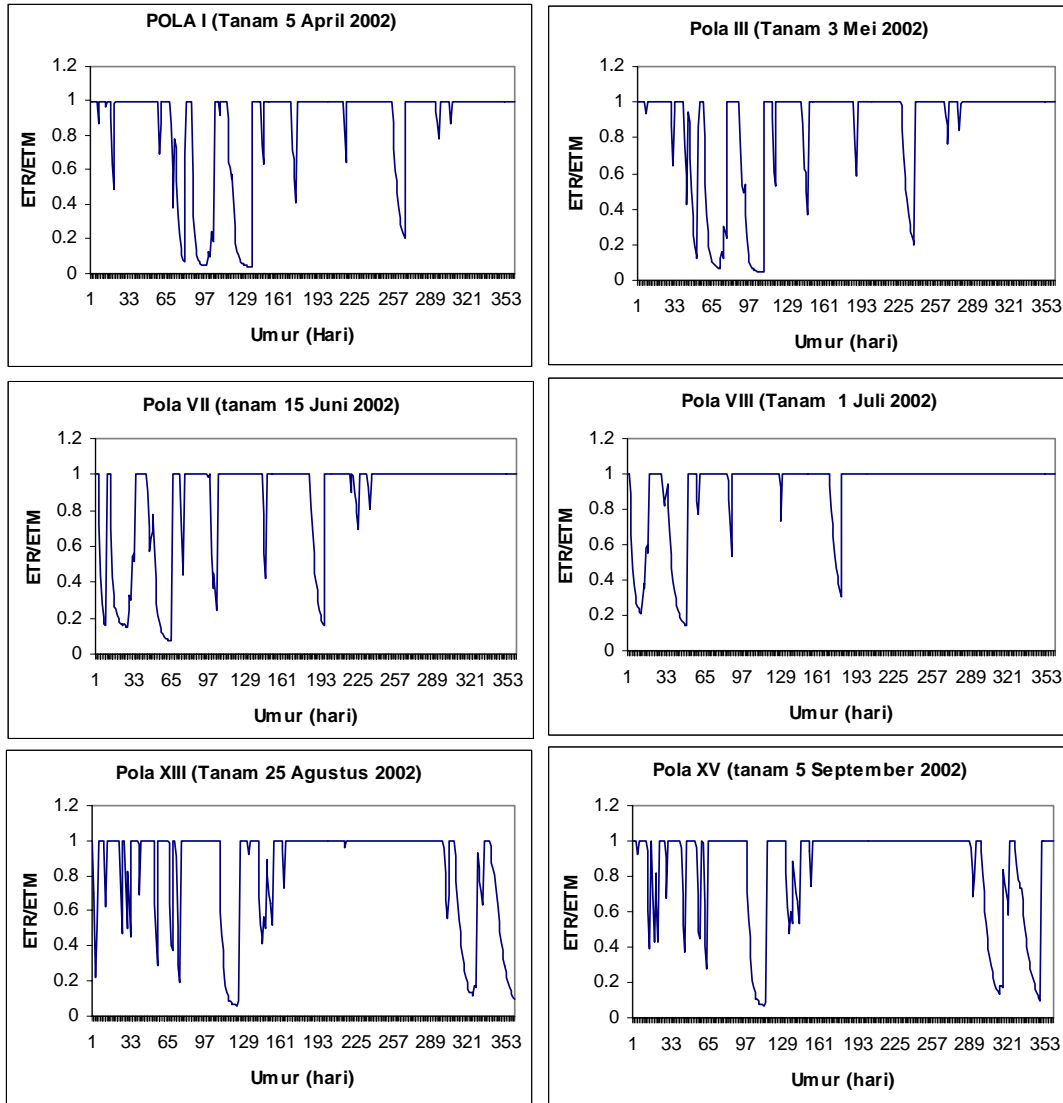 POLA I (Tanam 5 April 2002)
1.2
1
0.8
0.6
0.4
0.2
0
ETR/ETM
1 33 65 97 129 161 193 225 257 289 321 353
Umur (Hari)
Pola III (Tanam 3 Mei 2002)
1.2
1
0.8
0.6
0.4
0.2
0
ETR/ETM
1 33 65 97 129 161 193 225 257 289 321 353
Umur (hari)
Pola VII (tanam 15 Juni 2002)
1.2
1
0.8
0.6
0.4
0.2
0
ETR/ETM
1 33 65 97 129 161 193 225 257 289 321 353
Umur (hari)
Pola VIII (Tanam 1 Juli 2002)
1.2
1
0.8
0.6
0.4
0.2
0
ETR/ETM
1 33 65 97 129 161 193 225 257 289 321 353
Umur (hari)
Pola XIII (Tanam 25 Agustus 2002)
1.2
1
0.8
0.6
0.4
0.2
0
ETR/ETM
1 33 65 97 129 161 193 225 257 289 321 353
Umur (hari)
Pola XV (tanam 5 September 2002)
1.2
1
0.8
0.6
0.4
0.2
0
ETR/ETM
1 33 65 97 129 161 193 225 257 289 321 353
Umur (hari)